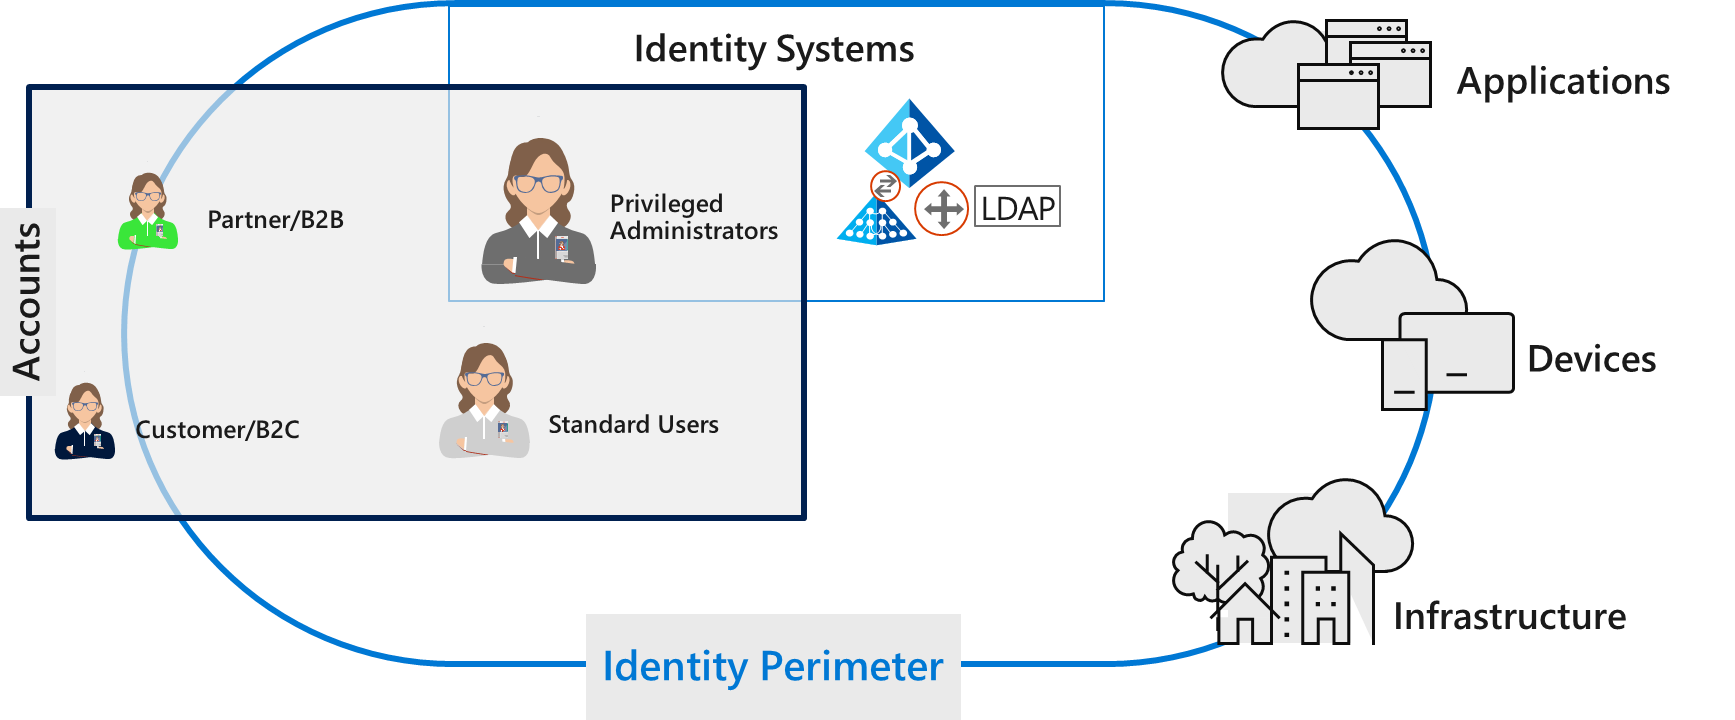 Identity Systems
Applications
Privileged
Administrators
Partner/B2B
LDAP
Accounts
Devices
Customer/B2C
Standard Users
Infrastructure
Identity Perimeter